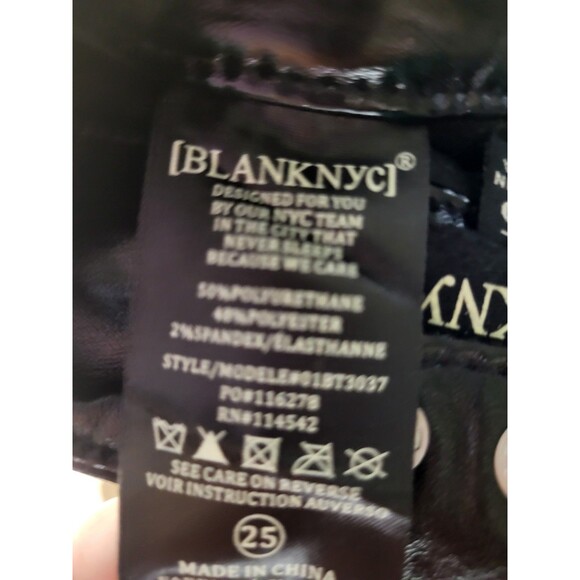 [BLANKNYC]®
DESIGNED FOR YOU
BY OUR NYC TEAM
IN THE CITY THAT
NEVER SLEEPS
BECAUSE WE CARE
50%POLYURETHANE
48%POLYESTER
2%SPANDEX/ÉLASTHANNE
STYLE/MODELE#01BT3037
PO#116278
RN#114542
SEE CARE ON REVERSE
VOIR INSTRUCTION AUVERSO
25
MADE IN CHINA